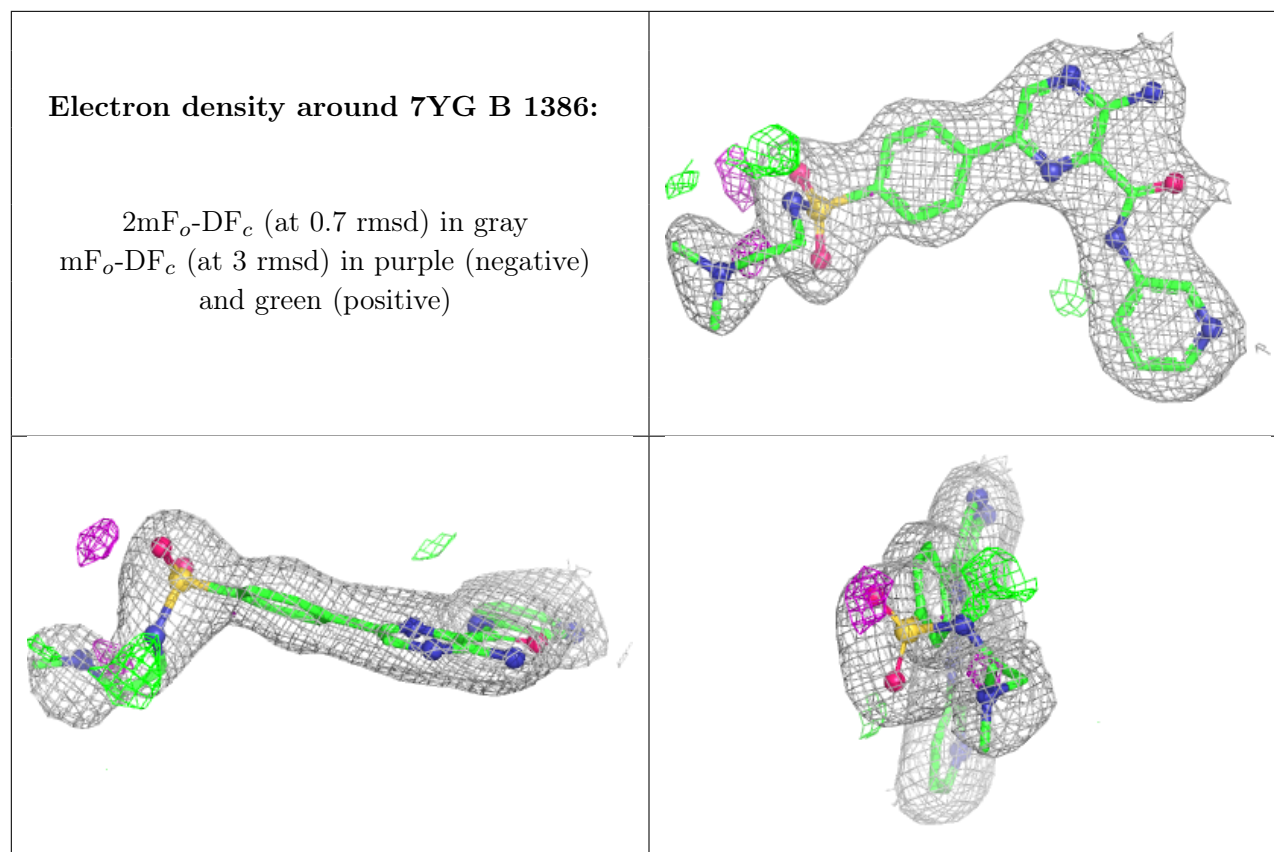 Electron density around 7YG B 1386:
2mFₒ-DF𝑐 (at 0.7 rmsd) in gray
mFₒ-DF𝑐 (at 3 rmsd) in purple (negative)
and green (positive)